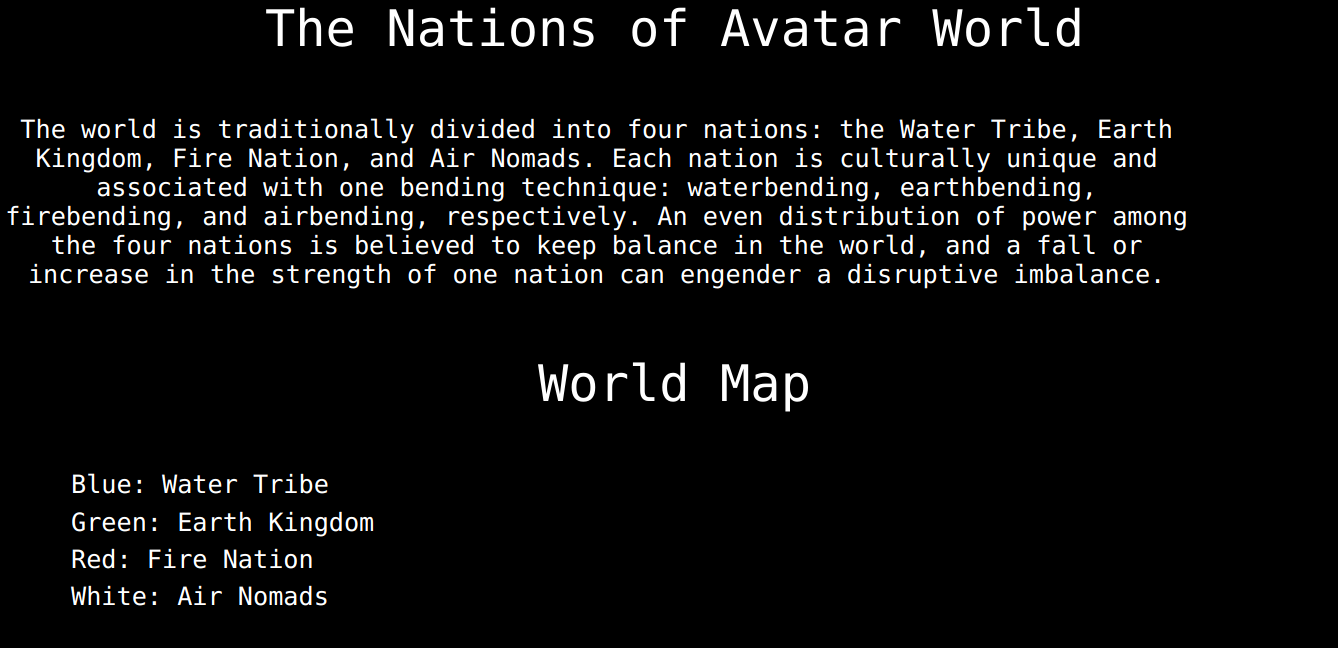 The Nations of Avatar World
The world is traditionally divided into four nations: the Water Tribe, Earth
Kingdom, Fire Nation, and Air Nomads. Each nation is culturally unique and
associated with one bending technique: waterbending, earthbending,
firebending, and airbending, respectively. An even distribution of power among
the four nations is believed to keep balance in the world, and a fall or
increase in the strength of one nation can engender a disruptive imbalance.
World Map
Blue: Water Tribe
Green: Earth Kingdom
Red: Fire Nation
White: Air Nomads